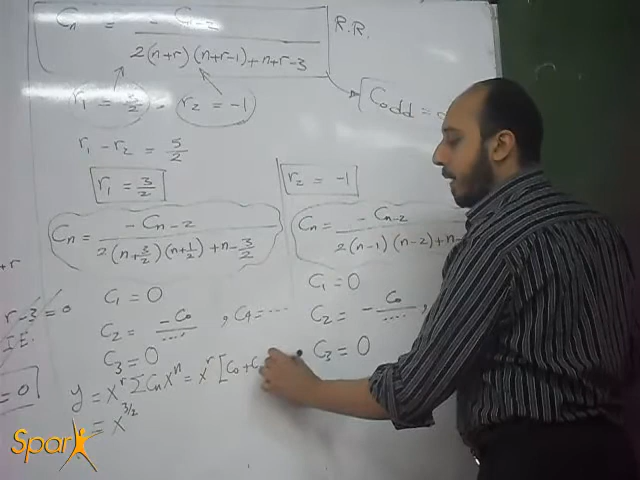 Cn = - Cn-2 / 2(n+r)(n+r-1)+n+r-3
R.R.
r1 = 3/2 , r2 = -1
Codd =
r1 - r2 = 5/2
r1 = 3/2
r2 = -1
Cn = -Cn-2 / 2(n+3/2)(n+1/2)+n-3/2
Cn = -Cn-2 / 2(n-1)(n-2)+n-
+r
r-3=0
I.E.
=0
C1 = 0
C2 = -C0/.... , C4 = ....
C3 = 0
C1 = 0
C2 = - C0/.... ,
C3 = 0
y = x^r Σ Cn x^n = x^r [C0 + C
= x^3/2
Spark